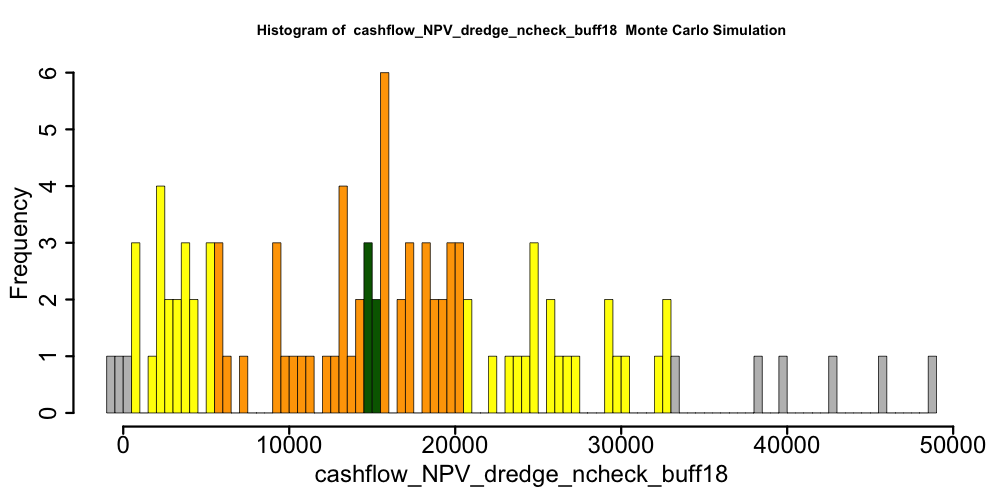 Histogram of  cashflow_NPV_dredge_ncheck_buff18  Monte Carlo Simulation
6
5
4
3
2
1
0
Frequency
0 10000 20000 30000 40000 50000
cashflow_NPV_dredge_ncheck_buff18